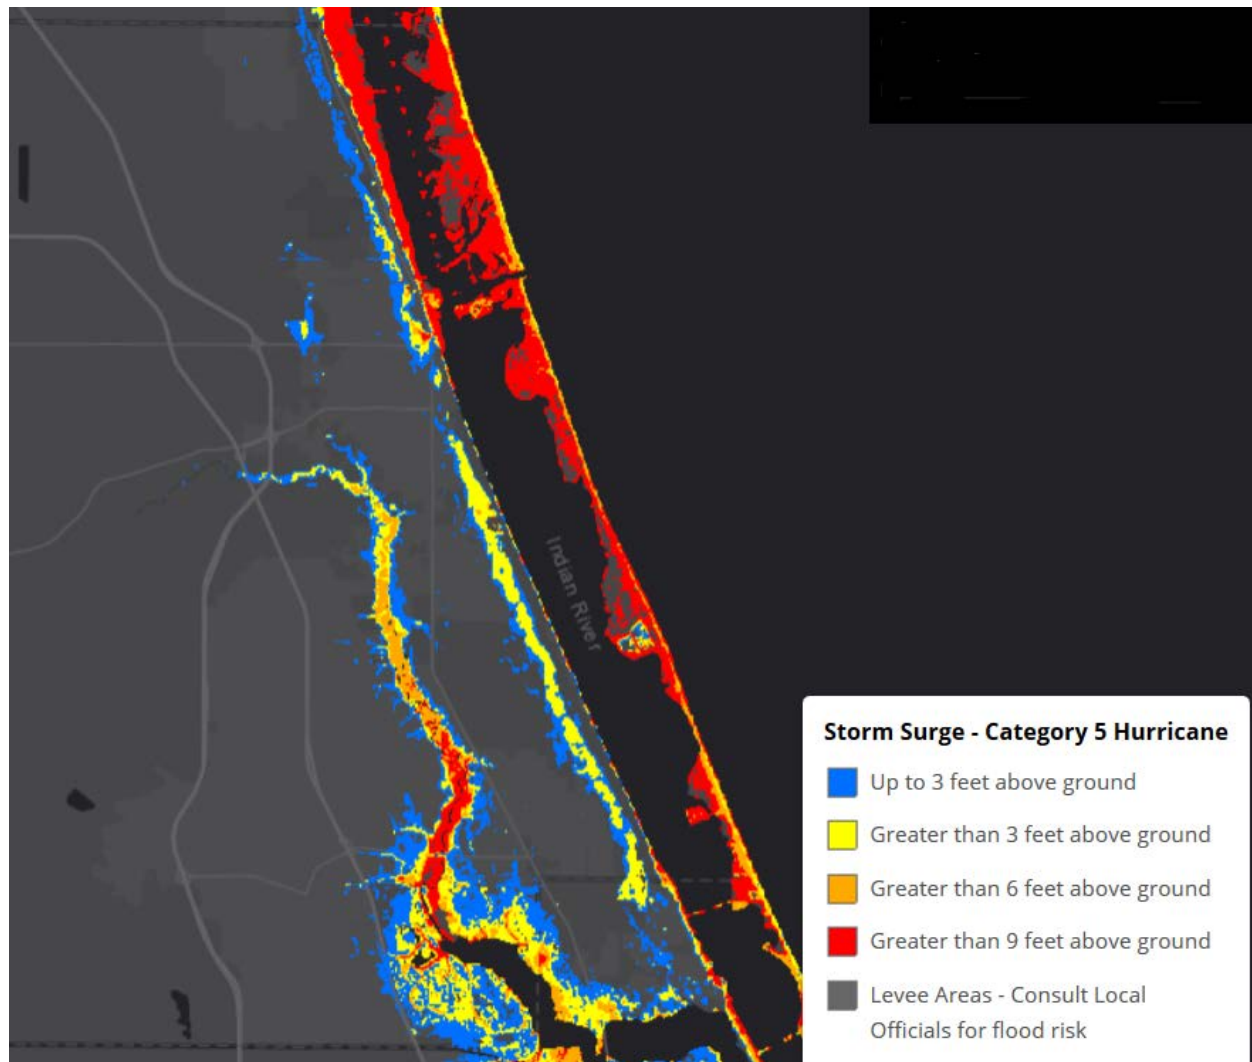 Indian River
Storm Surge - Category 5 Hurricane
Up to 3 feet above ground
Greater than 3 feet above ground
Greater than 6 feet above ground
Greater than 9 feet above ground
Levee Areas - Consult Local
Officials for flood risk